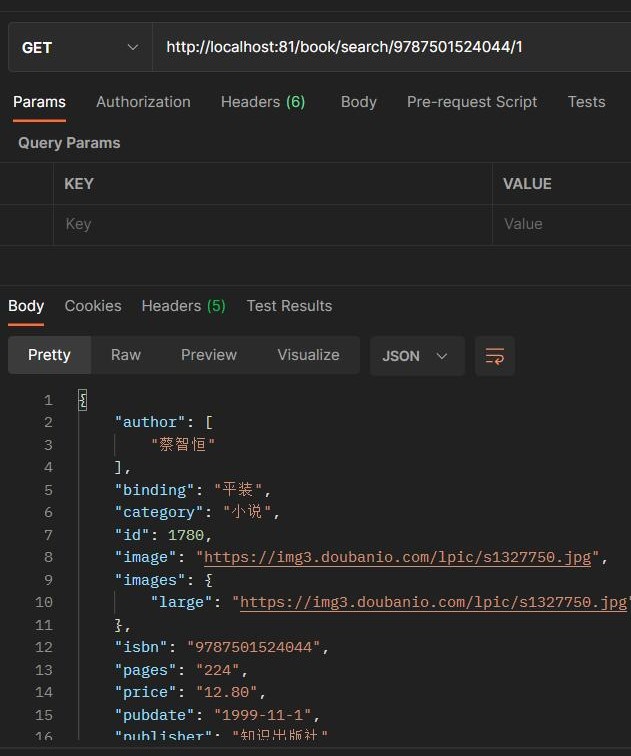 GET http://localhost:81/book/search/9787501524044/1
Params Authorization Headers (6) Body Pre-request Script Tests
Query Params
KEY VALUE
Key Value
Body Cookies Headers (5) Test Results
Pretty Raw Preview Visualize JSON
1 {
2 "author": [
3 "蔡智恒"
4 ],
5 "binding": "平装",
6 "category": "小说",
7 "id": 1780,
8 "image": "https://img3.doubanio.com/lpic/s1327750.jpg",
9 "images": {
10 "large": "https://img3.doubanio.com/lpic/s1327750.jpg"
11 },
12 "isbn": "9787501524044",
13 "pages": "224",
14 "price": "12.80",
15 "pubdate": "1999-11-1",
16 "publisher": "知识出版社"